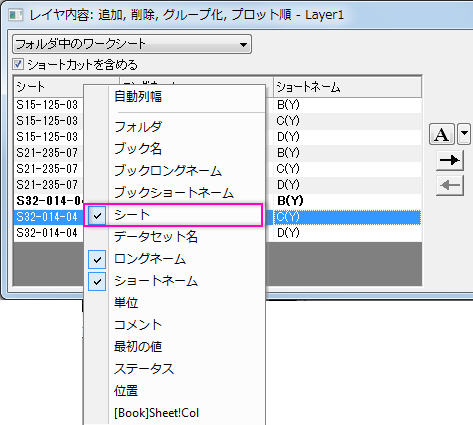 レイヤ内容: 追加, 削除, グループ化, プロット順 - Layer1
フォルダ中のワークシート
ショートカットを含める
シート ショートネーム
S15-125-03 B(Y)
S15-125-03 C(Y)
S15-125-03 D(Y)
S21-235-07 B(Y)
S21-235-07 C(Y)
S21-235-07 D(Y)
S32-014-04 B(Y)
S32-014-04 C(Y)
S32-014-04 D(Y)
A
自動列幅
フォルダ
ブック名
ブックロングネーム
ブックショートネーム
シート
データセット名
ロングネーム
ショートネーム
単位
コメント
最初の値
ステータス
位置
[Book]Sheet!Col